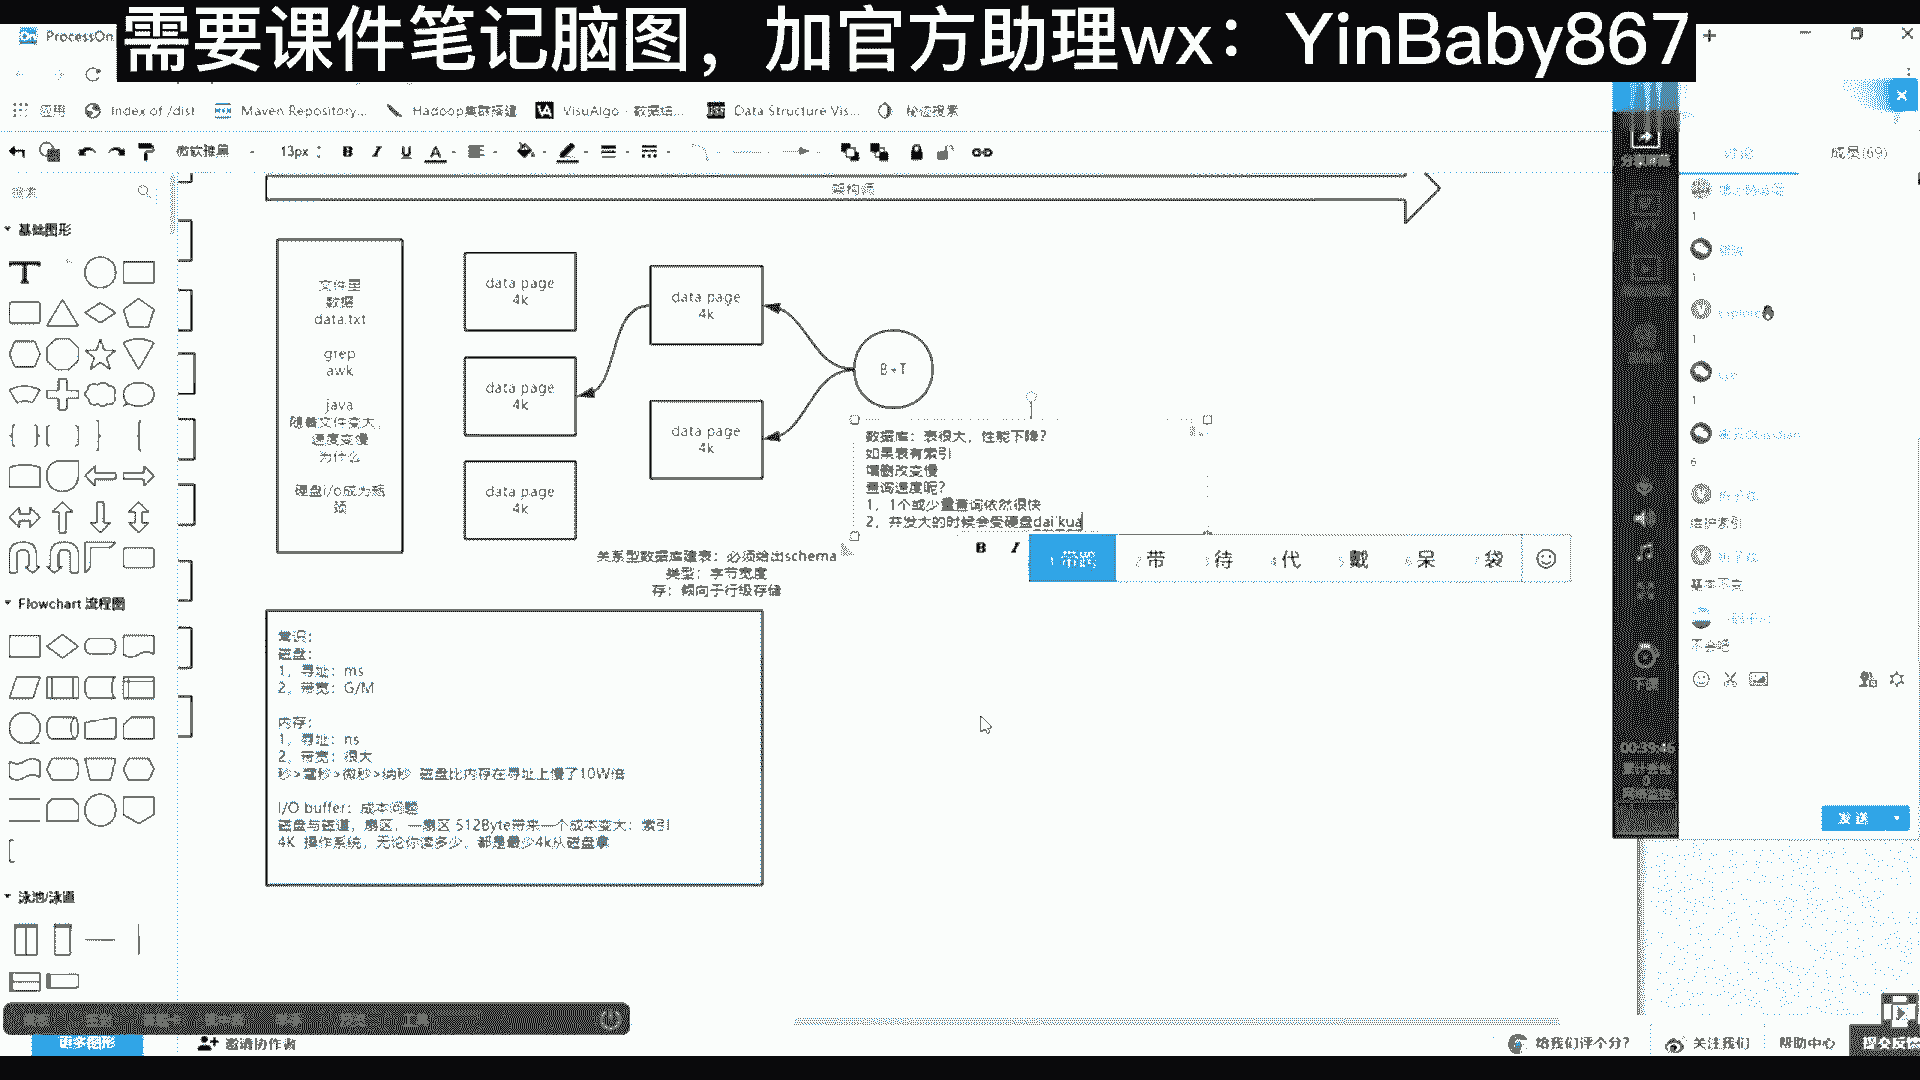 需要课件笔记脑图，加官方助理wx：YinBaby867
ProcessOn
应用
Index of /dist
Maven Repository...
Hadoop集群搭建
VisuAlgo - 数据结...
Data Structure Vis...
秘迹搜索
微软雅黑
13px
搜索
基础图形
架构师
文件里
数据
data.txt
grep
awk
java
随着文件变大，
速度变慢
为什么
硬盘i/o成为瓶
颈
data page
4k
data page
4k
data page
4k
data page
4k
data page
4k
B+T
数据库：表很大，性能下降？
如果表有索引
增删改变慢
查询速度呢？
1，1个或少量查询依然很快
2，并发大的时候会受硬盘dai'kua
1 带跨 2 带 3 待 4 代 5 戴 6 呆 7 袋
关系型数据库建表：必须给出schema
类型：字节宽度
存：倾向于行级存储
常识：
磁盘：
1，寻址：ms
2，带宽：G/M
内存：
1，寻址：ns
2，带宽：很大
秒>毫秒>微秒>纳秒 磁盘比内存在寻址上慢了10W倍
I/O buffer：成本问题
磁盘与磁道，扇区，一扇区 512Byte带来一个成本变大：索引
4K 操作系统，无论你读多少，都是最少4k从磁盘拿
Flowchart 流程图
泳池/泳道
更多图形
邀请协作者
讨论
成员(69)
1
1
1
1
6
维护索引
基本不变
不会吧
下课
00:39:46
发送
给我们评个分？
关注我们
帮助中心
提交反馈